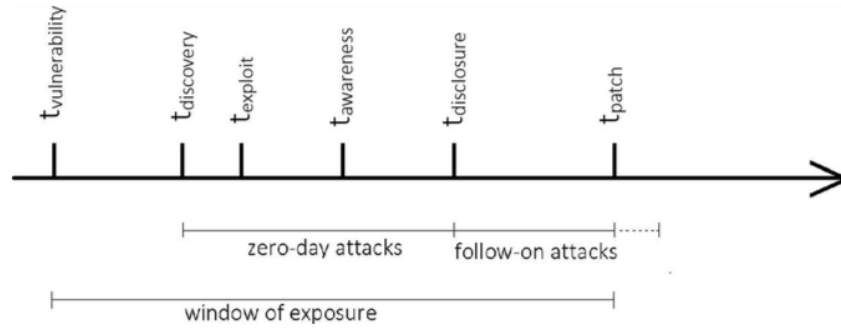 tvulnerability
tdiscovery
texploit
tawareness
tdisclosure
tpatch
zero-day attacks
follow-on attacks
window of exposure